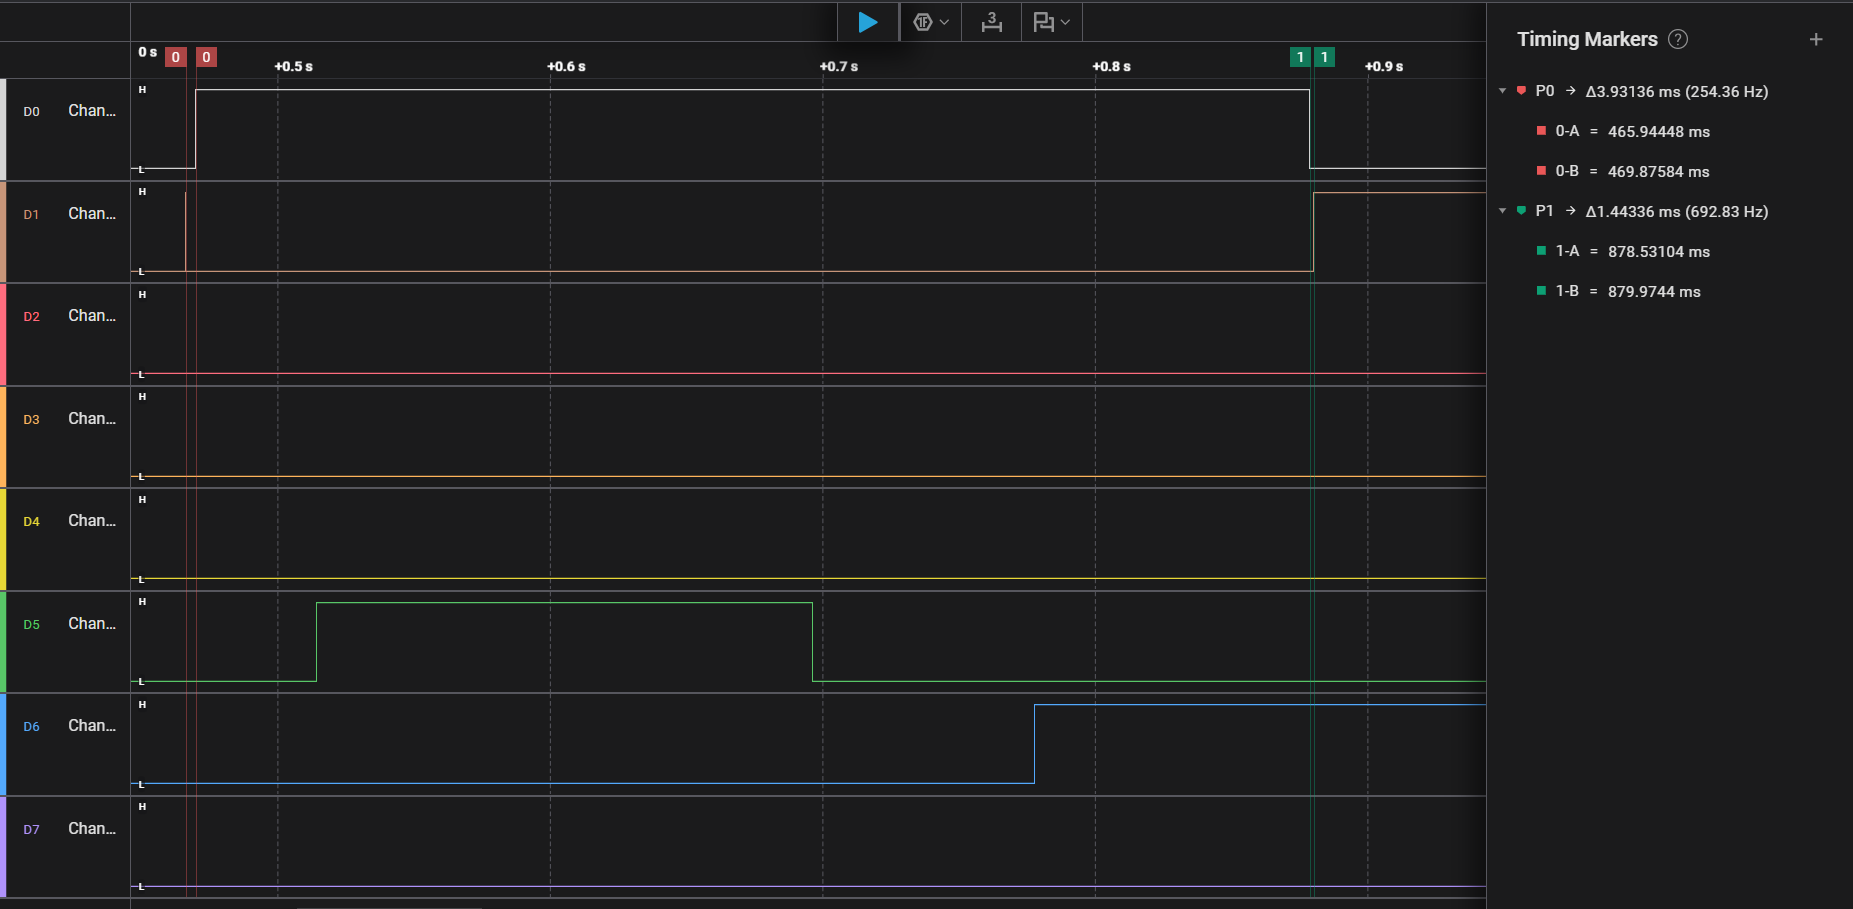 3
Timing Markers ?
0 s 0 0 1 1
+0.5 s +0.6 s +0.7 s +0.8 s +0.9 s
P0 → Δ3.93136 ms (254.36 Hz)
0-A = 465.94448 ms
0-B = 469.87584 ms
P1 → Δ1.44336 ms (692.83 Hz)
1-A = 878.53104 ms
1-B = 879.9744 ms
H
D0 Chan...
L
H
D1 Chan...
L
H
D2 Chan...
L
H
D3 Chan...
L
H
D4 Chan...
L
H
D5 Chan...
L
H
D6 Chan...
L
H
D7 Chan...
L